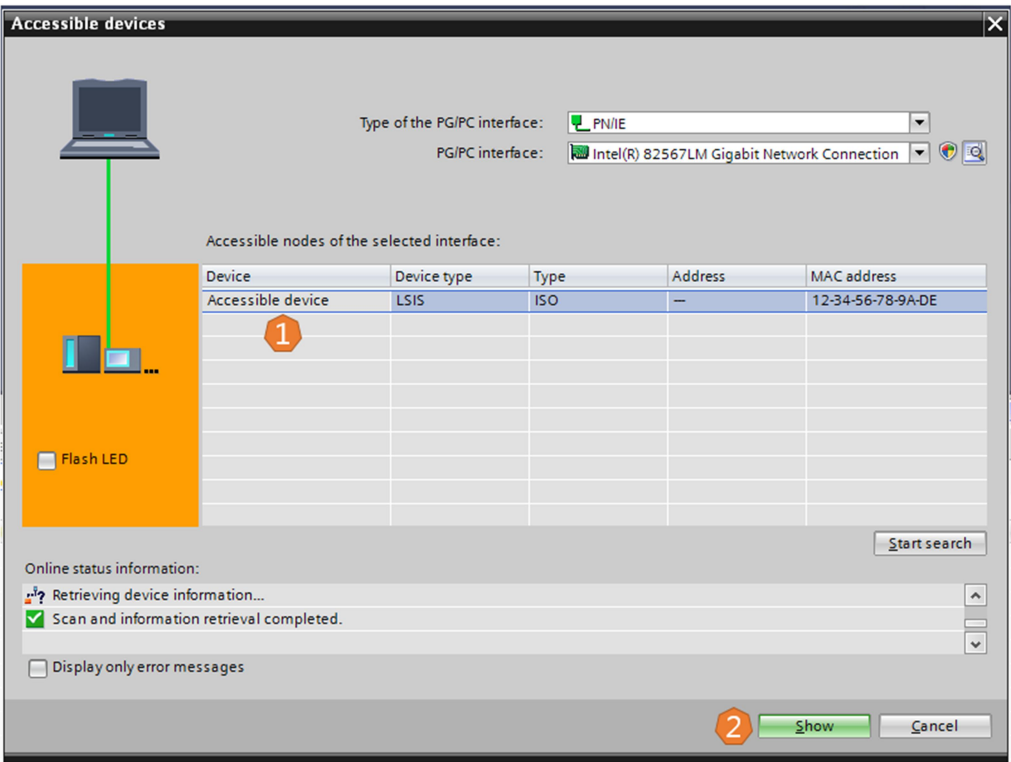 Accessible devices
Type of the PG/PC interface: PN/IE
PG/PC interface: Intel(R) 82567LM Gigabit Network Connection
Accessible nodes of the selected interface:
Device Device type Type Address MAC address
Accessible device LSIS ISO — 12-34-56-78-9A-DE
1
Flash LED
Start search
Online status information:
Retrieving device information...
Scan and information retrieval completed.
Display only error messages
2 Show Cancel